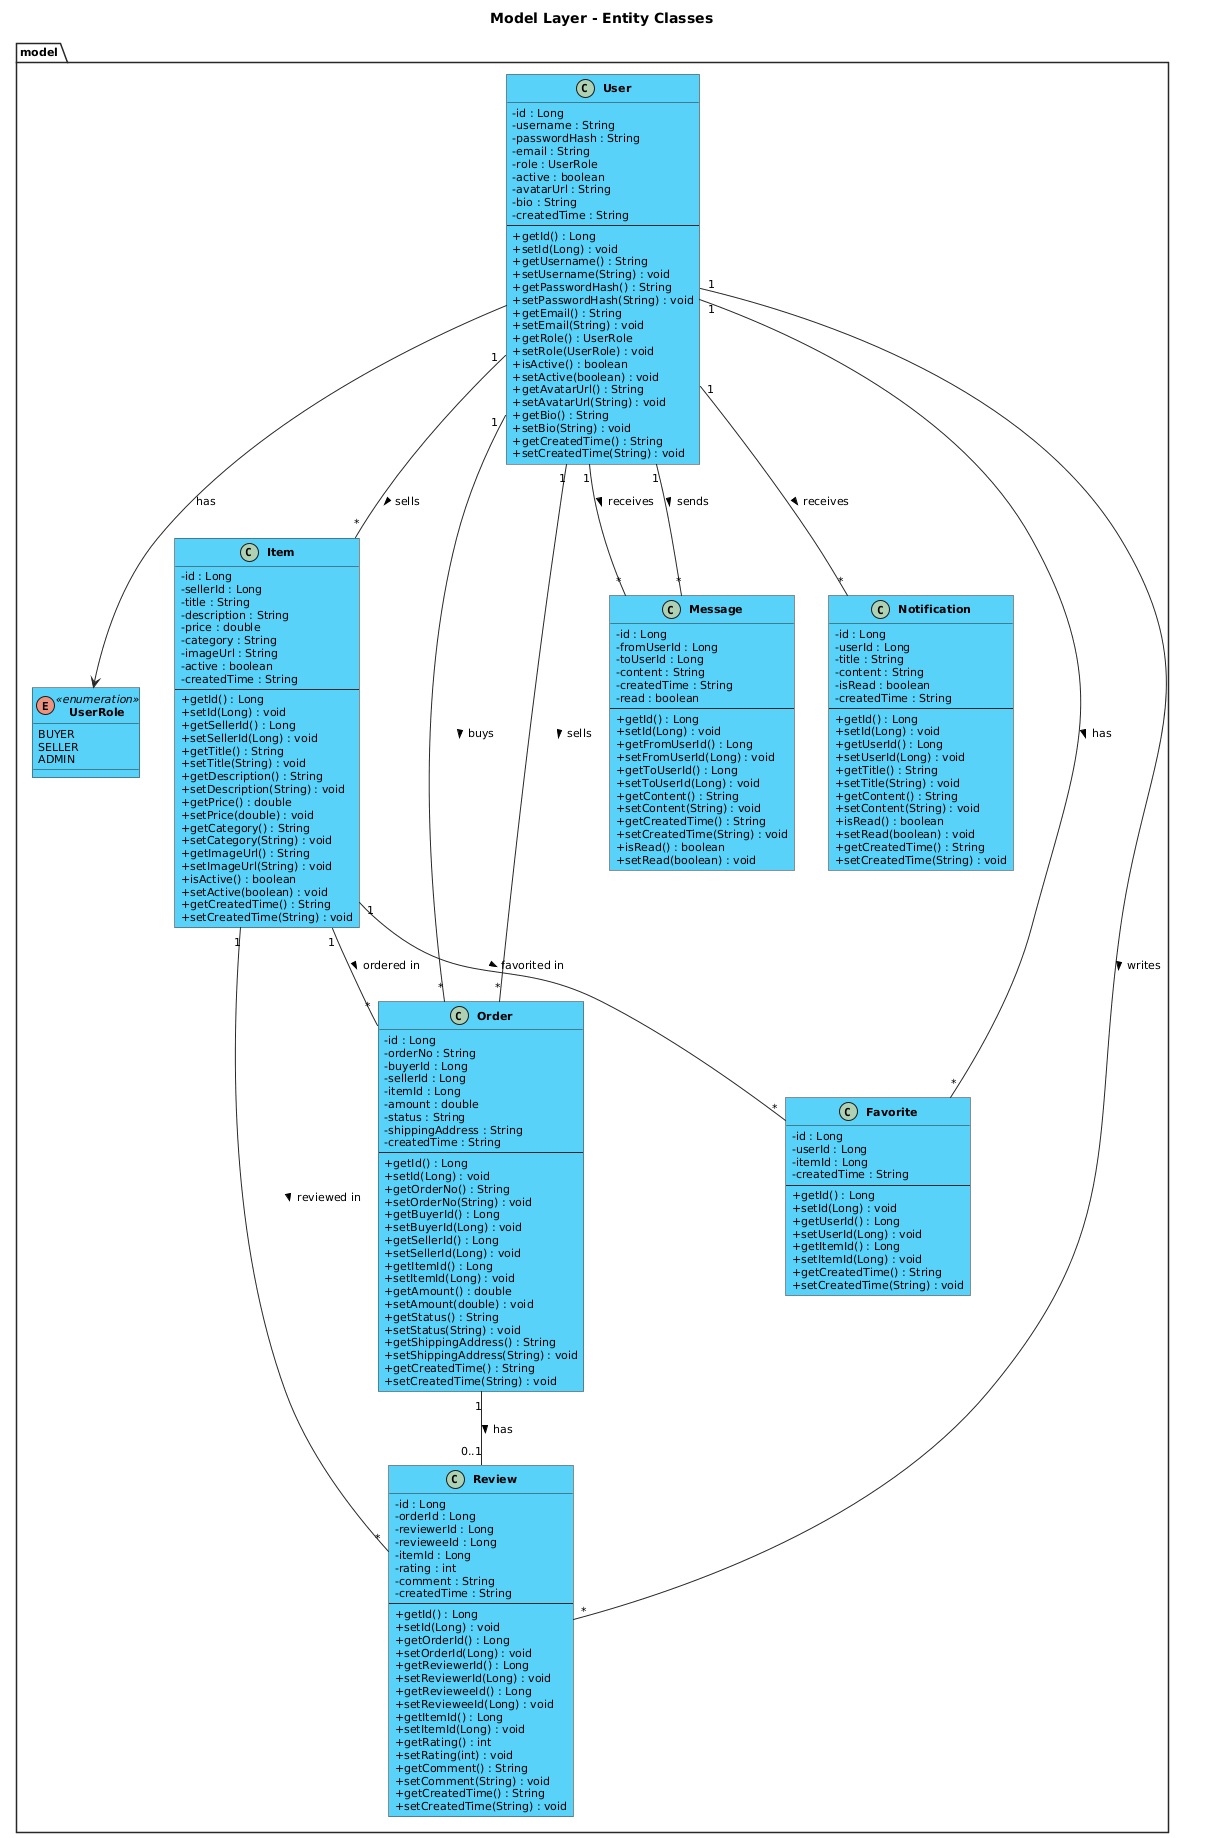 Model Layer - Entity Classes
model
C User
-id : Long
-username : String
-passwordHash : String
-email : String
-role : UserRole
-active : boolean
-avatarUrl : String
-bio : String
-createdTime : String
+getId() : Long
+setId(Long) : void
+getUsername() : String
+setUsername(String) : void
+getPasswordHash() : String
+setPasswordHash(String) : void
+getEmail() : String
+setEmail(String) : void
+getRole() : UserRole
+setRole(UserRole) : void
+isActive() : boolean
+setActive(boolean) : void
+getAvatarUrl() : String
+setAvatarUrl(String) : void
+getBio() : String
+setBio(String) : void
+getCreatedTime() : String
+setCreatedTime(String) : void
1
1
1
1
1
1
1
1
has
sells
receives
sends
receives
*
*
*
*
C Item
-id : Long
-sellerId : Long
-title : String
-description : String
-price : double
-category : String
-imageUrl : String
-active : boolean
-createdTime : String
+getId() : Long
+setId(Long) : void
+getSellerId() : Long
+setSellerId(Long) : void
+getTitle() : String
+setTitle(String) : void
+getDescription() : String
+setDescription(String) : void
+getPrice() : double
+setPrice(double) : void
+getCategory() : String
+setCategory(String) : void
+getImageUrl() : String
+setImageUrl(String) : void
+isActive() : boolean
+setActive(boolean) : void
+getCreatedTime() : String
+setCreatedTime(String) : void
E «enumeration»
UserRole
BUYER
SELLER
ADMIN
buys
sells
C Message
-id : Long
-fromUserId : Long
-toUserId : Long
-content : String
-createdTime : String
-read : boolean
+getId() : Long
+setId(Long) : void
+getFromUserId() : Long
+setFromUserId(Long) : void
+getToUserId() : Long
+setToUserId(Long) : void
+getContent() : String
+setContent(String) : void
+getCreatedTime() : String
+setCreatedTime(String) : void
+isRead() : boolean
+setRead(boolean) : void
C Notification
-id : Long
-userId : Long
-title : String
-content : String
-isRead : boolean
-createdTime : String
+getId() : Long
+setId(Long) : void
+getUserId() : Long
+setUserId(Long) : void
+getTitle() : String
+setTitle(String) : void
+getContent() : String
+setContent(String) : void
+isRead() : boolean
+setRead(boolean) : void
+getCreatedTime() : String
+setCreatedTime(String) : void
has
1
1
1
ordered in
favorited in
writes
*
*
*
C Order
-id : Long
-orderNo : String
-buyerId : Long
-sellerId : Long
-itemId : Long
-amount : double
-status : String
-shippingAddress : String
-createdTime : String
+getId() : Long
+setId(Long) : void
+getOrderNo() : String
+setOrderNo(String) : void
+getBuyerId() : Long
+setBuyerId(Long) : void
+getSellerId() : Long
+setSellerId(Long) : void
+getItemId() : Long
+setItemId(Long) : void
+getAmount() : double
+setAmount(double) : void
+getStatus() : String
+setStatus(String) : void
+getShippingAddress() : String
+setShippingAddress(String) : void
+getCreatedTime() : String
+setCreatedTime(String) : void
*
*
C Favorite
-id : Long
-userId : Long
-itemId : Long
-createdTime : String
+getId() : Long
+setId(Long) : void
+getUserId() : Long
+setUserId(Long) : void
+getItemId() : Long
+setItemId(Long) : void
+getCreatedTime() : String
+setCreatedTime(String) : void
reviewed in
1
has
0..1
*
*
C Review
-id : Long
-orderId : Long
-reviewerId : Long
-revieweeId : Long
-itemId : Long
-rating : int
-comment : String
-createdTime : String
+getId() : Long
+setId(Long) : void
+getOrderId() : Long
+setOrderId(Long) : void
+getReviewerId() : Long
+setReviewerId(Long) : void
+getRevieweeId() : Long
+setRevieweeId(Long) : void
+getItemId() : Long
+setItemId(Long) : void
+getRating() : int
+setRating(int) : void
+getComment() : String
+setComment(String) : void
+getCreatedTime() : String
+setCreatedTime(String) : void